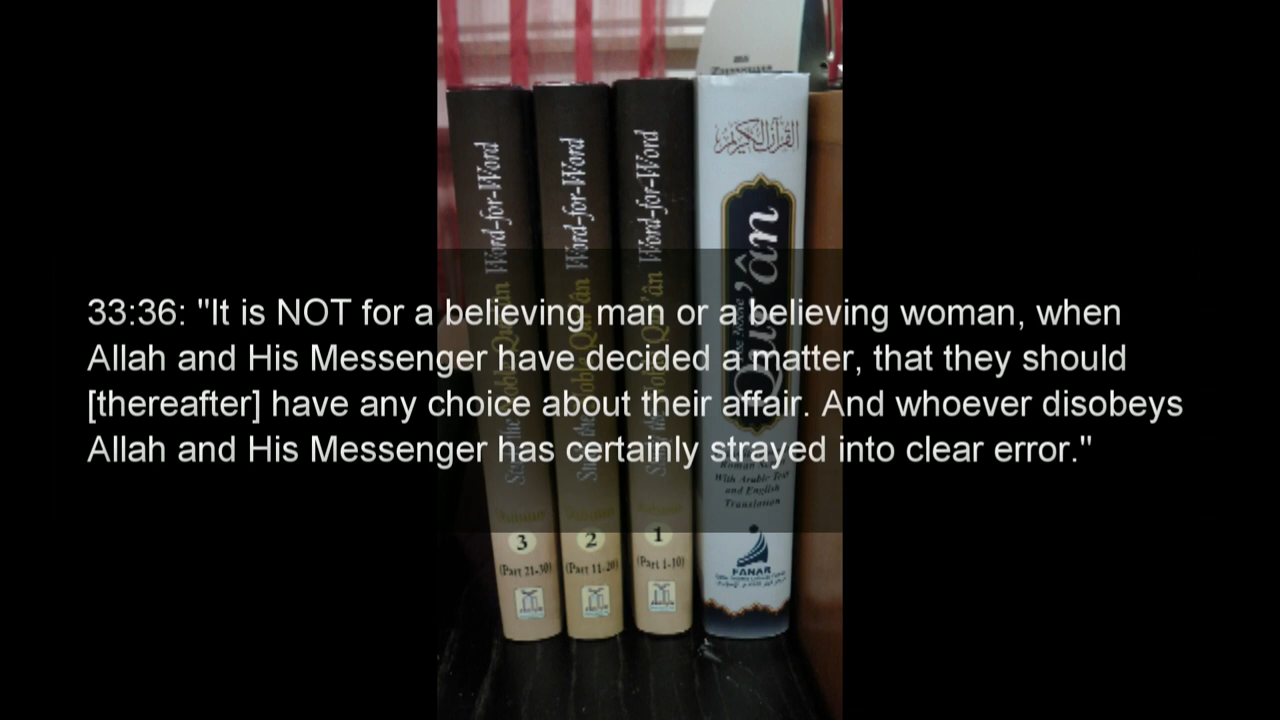 33:36: "It is NOT for a believing man or a believing woman, when
Allah and His Messenger have decided a matter, that they should
[thereafter] have any choice about their affair. And whoever disobeys
Allah and His Messenger has certainly strayed into clear error."
Word-for-Word
3
(Part 21-30)
Word-for-Word
2
(Part 11-20)
Word-for-Word
1
(Part 1-10)
القرآن الكريم
Qur'ân
With Arabic Text
and English
Translation
FANAR